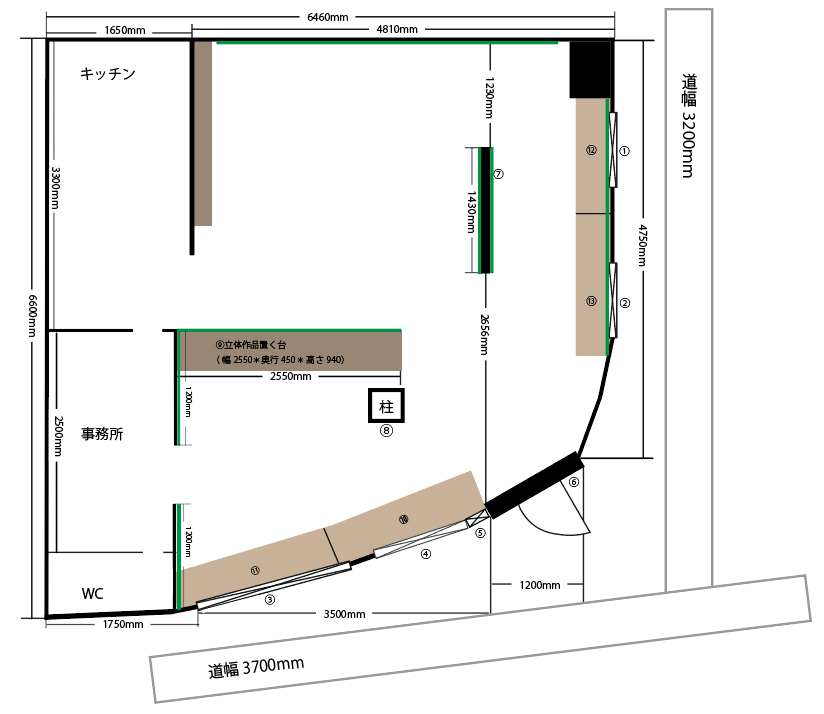 6460mm
1650mm
4810mm
キッチン
1230mm
道幅 3200mm
⑫
①
⑦
3300mm
1430mm
4750mm
6600mm
⑬
②
2656mm
⑨立体作品置く台
（幅 2550＊奥行 450＊高さ 940）
2550mm
1200mm
柱
⑧
2500mm
事務所
⑥
⑩
⑤
1200mm
④
⑪
WC
③
1200mm
3500mm
1750mm
道幅 3700mm